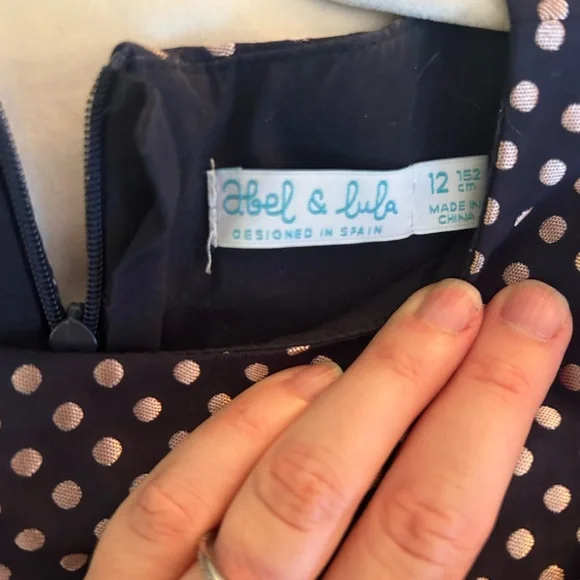 abel & lula
DESIGNED IN SPAIN
12 152
cm
MADE IN
CHINA